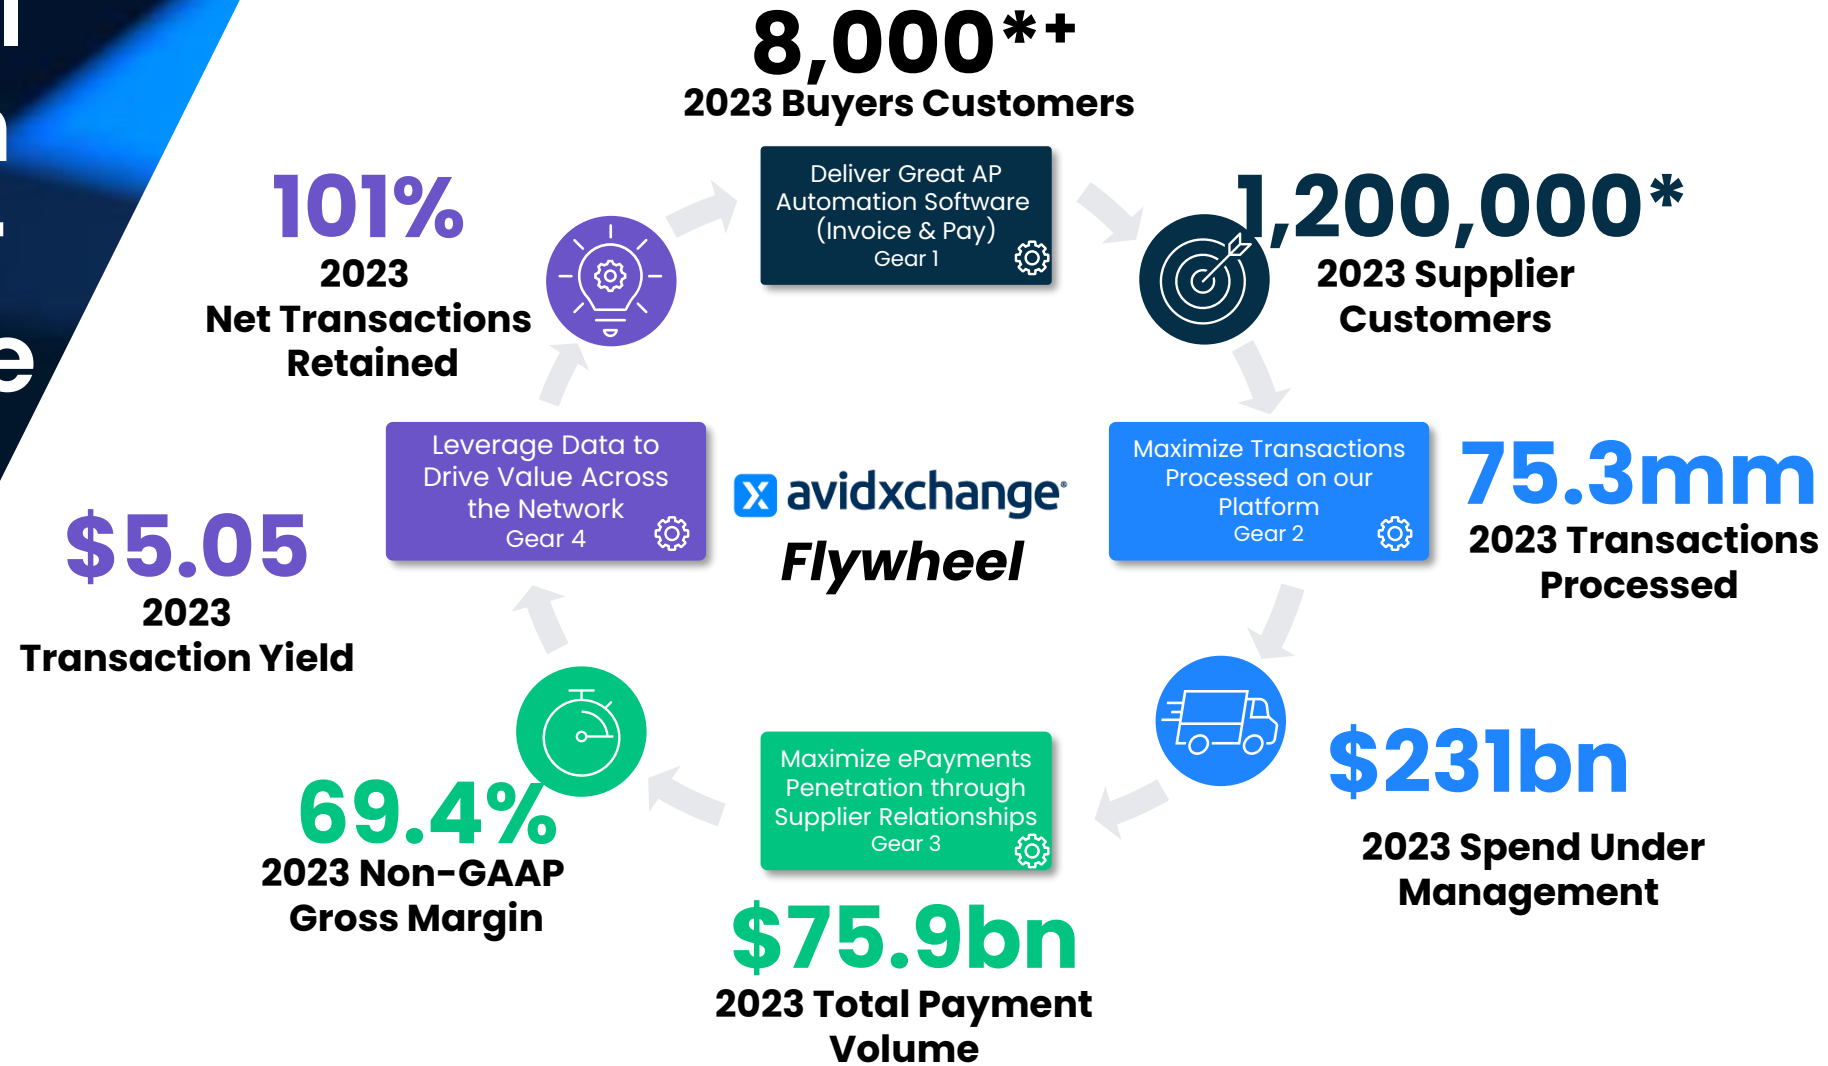 8,000*+
2023 Buyers Customers
Deliver Great AP
Automation Software
(Invoice & Pay)
Gear 1
1,200,000*
2023 Supplier
Customers
Maximize Transactions
Processed on our
Platform
Gear 2
75.3mm
2023 Transactions
Processed
$231bn
2023 Spend Under
Management
Maximize ePayments
Penetration through
Supplier Relationships
Gear 3
$75.9bn
2023 Total Payment
Volume
69.4%
2023 Non-GAAP
Gross Margin
Leverage Data to
Drive Value Across
the Network
Gear 4
$5.05
2023
Transaction Yield
101%
2023
Net Transactions
Retained
avidxchange
Flywheel